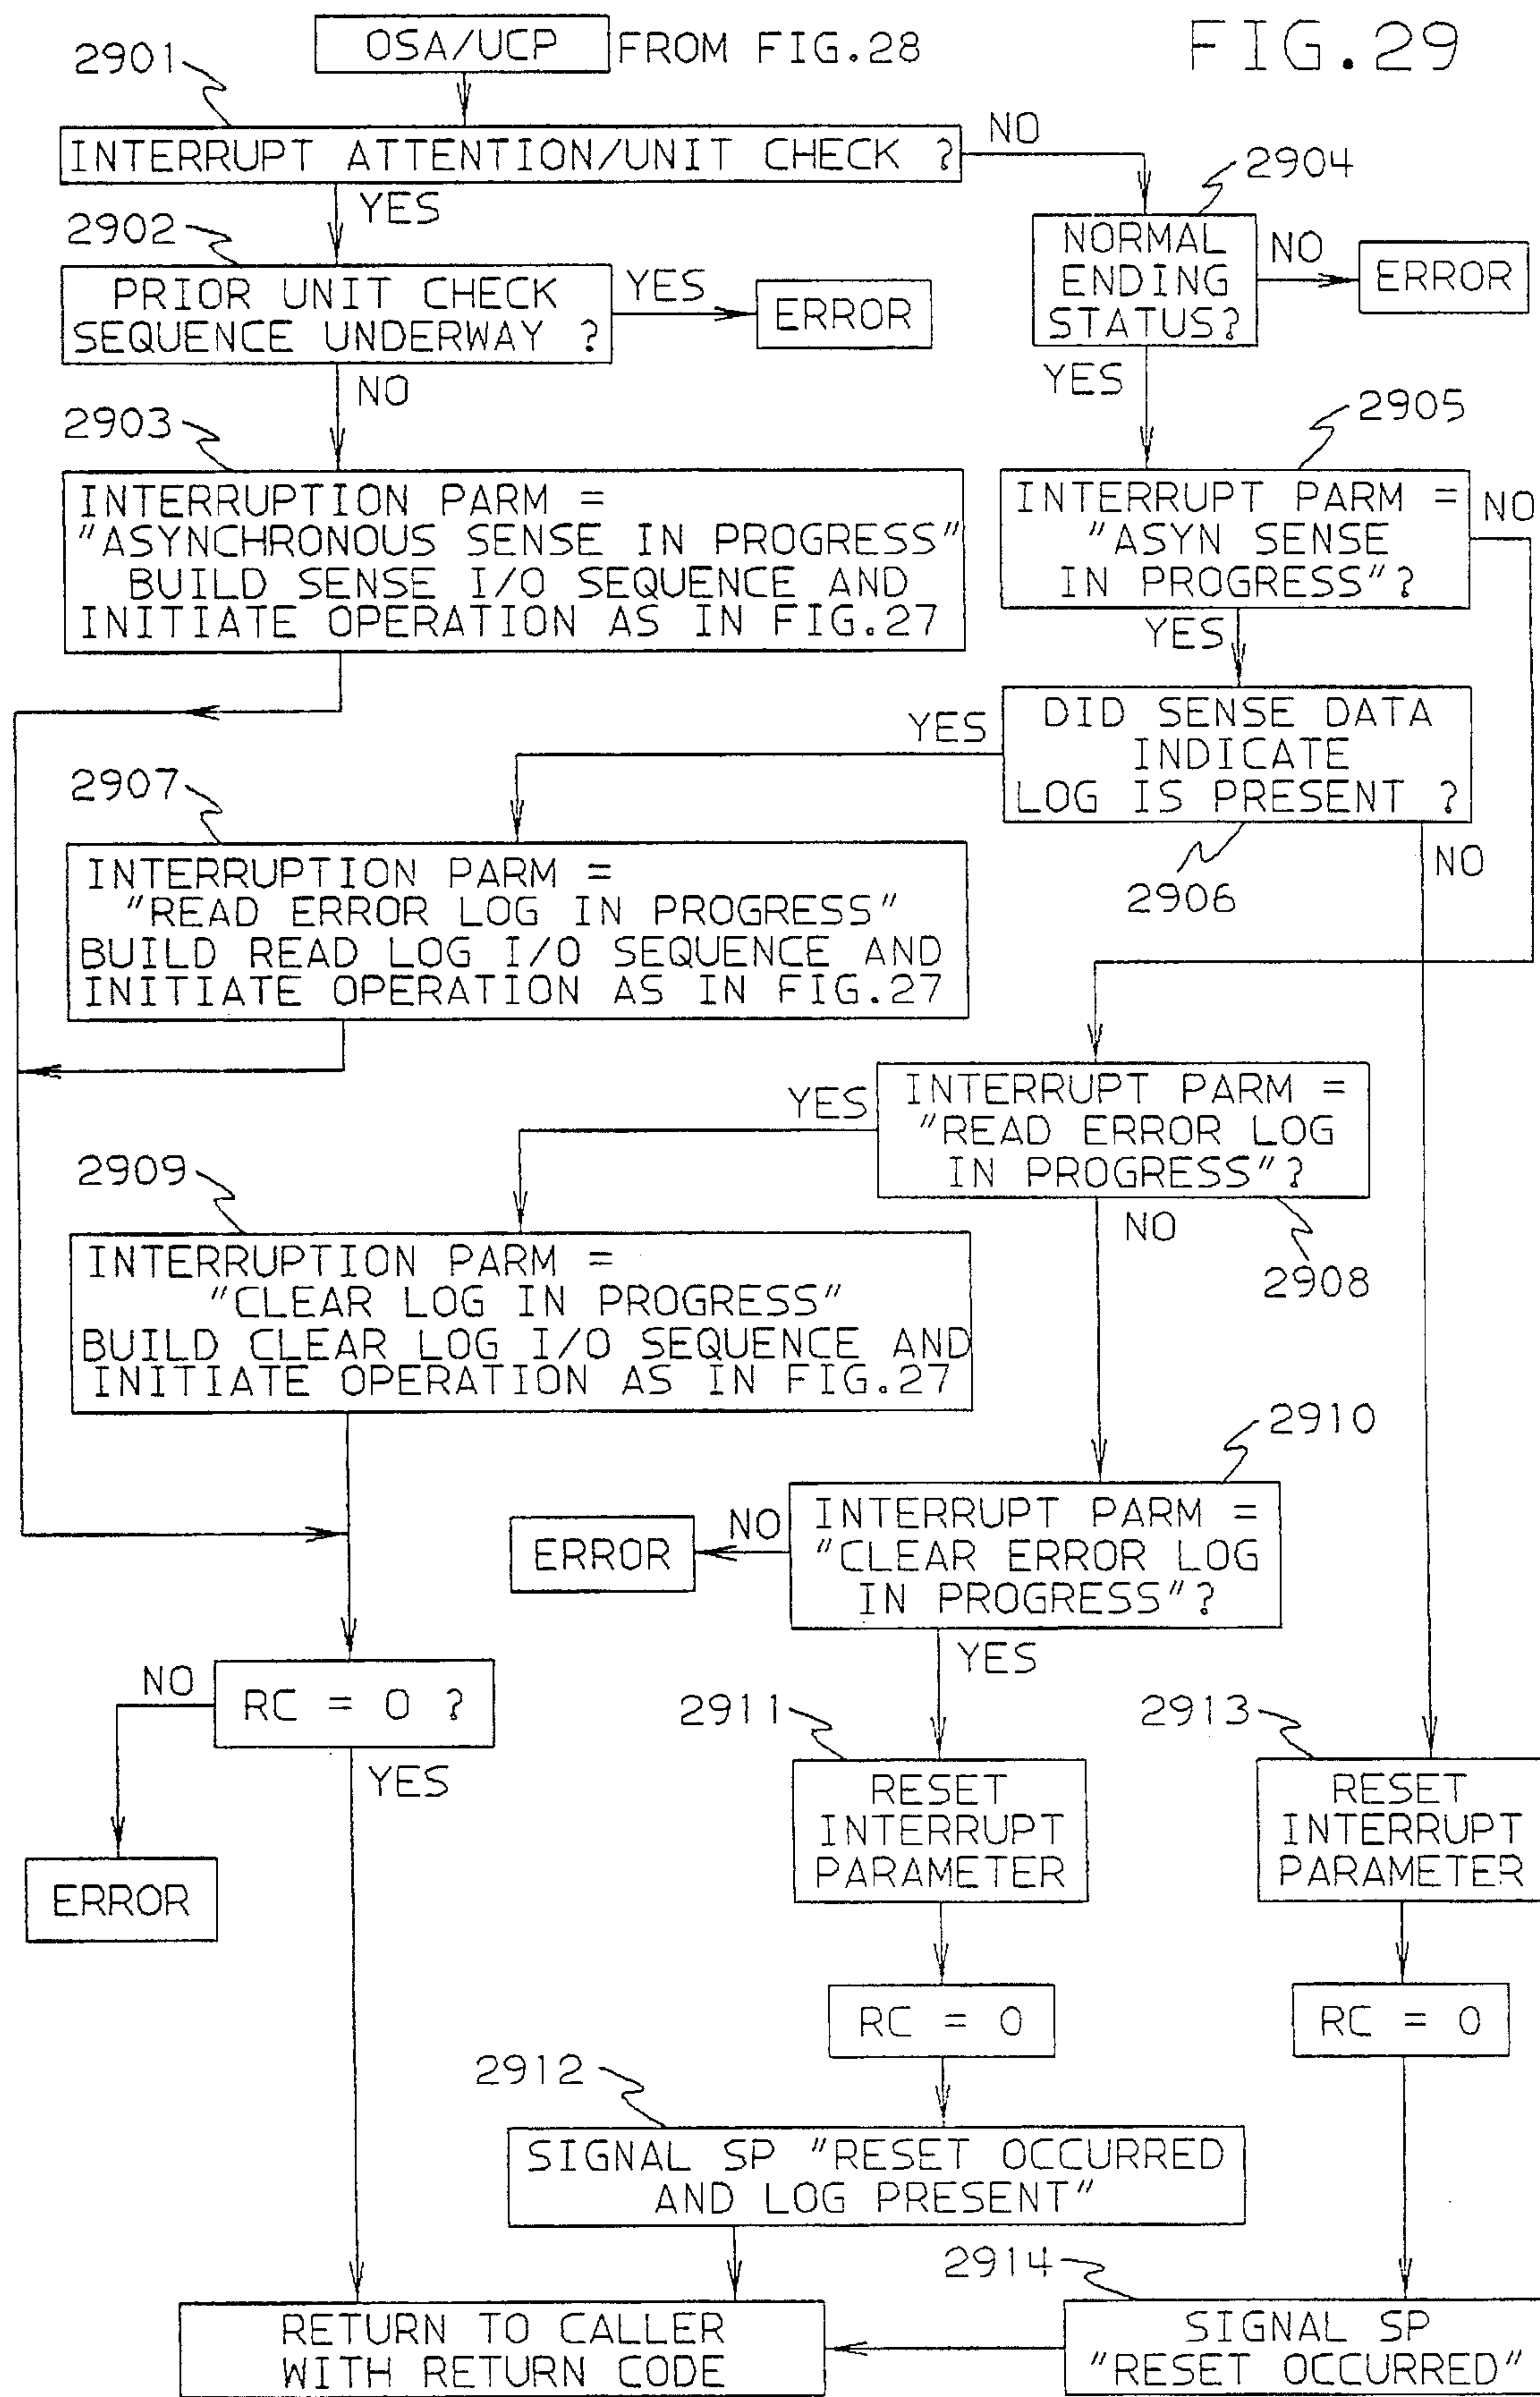 FIG.29
OSA/UCP
FROM FIG.28
2901
INTERRUPT ATTENTION/UNIT CHECK ?
NO
YES
2904
NORMAL
ENDING
STATUS?
NO
ERROR
YES
2902
PRIOR UNIT CHECK
SEQUENCE UNDERWAY ?
YES
ERROR
NO
2903
INTERRUPTION PARM =
"ASYNCHRONOUS SENSE IN PROGRESS"
BUILD SENSE I/O SEQUENCE AND
INITIATE OPERATION AS IN FIG.27
2905
INTERRUPT PARM =
"ASYN SENSE
IN PROGRESS"?
NO
YES
DID SENSE DATA
INDICATE
LOG IS PRESENT ?
YES
NO
2906
2907
INTERRUPTION PARM =
"READ ERROR LOG IN PROGRESS"
BUILD READ LOG I/O SEQUENCE AND
INITIATE OPERATION AS IN FIG.27
INTERRUPT PARM =
"READ ERROR LOG
IN PROGRESS"?
YES
NO
2908
2909
INTERRUPTION PARM =
"CLEAR LOG IN PROGRESS"
BUILD CLEAR LOG I/O SEQUENCE AND
INITIATE OPERATION AS IN FIG.27
2910
INTERRUPT PARM =
"CLEAR ERROR LOG
IN PROGRESS"?
NO
ERROR
YES
RC = 0 ?
NO
YES
ERROR
2911
RESET
INTERRUPT
PARAMETER
RC = 0
2912
SIGNAL SP "RESET OCCURRED
AND LOG PRESENT"
2913
RESET
INTERRUPT
PARAMETER
RC = 0
2914
SIGNAL SP
"RESET OCCURRED"
RETURN TO CALLER
WITH RETURN CODE